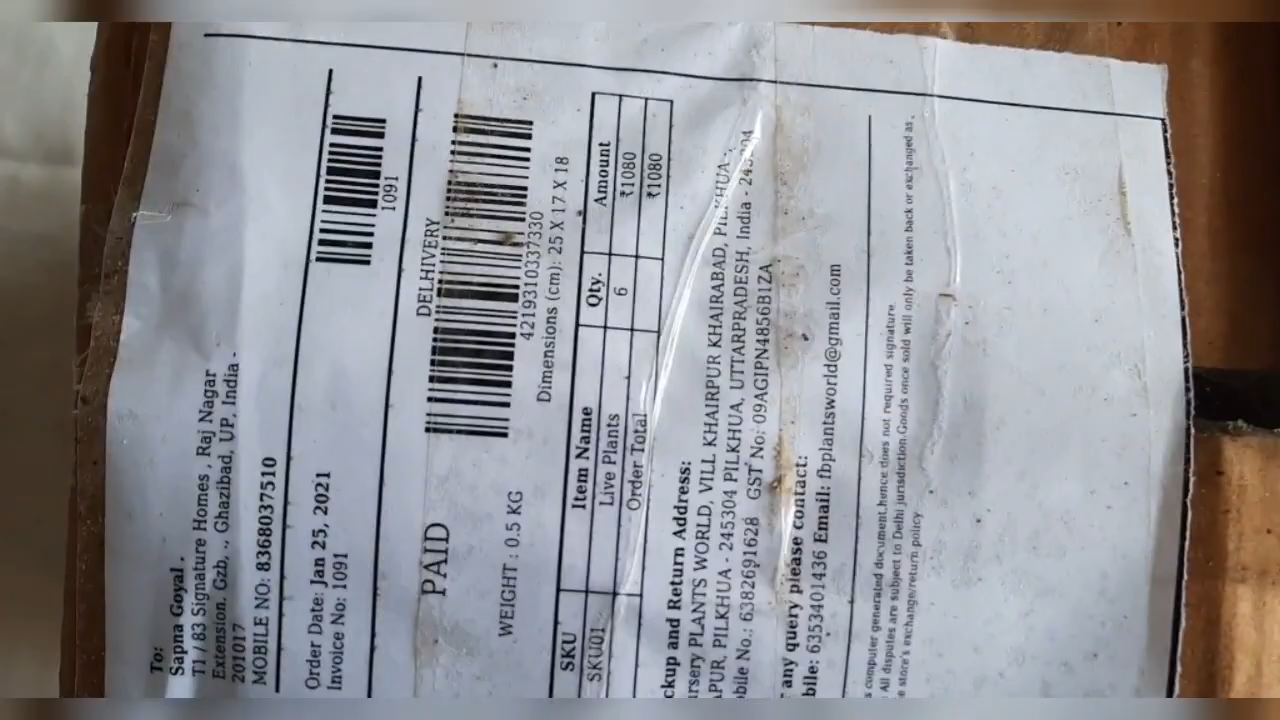 To:
Sapna Goyal .
T1 / 83 Signature Homes , Raj Nagar
Extension. Gzb, ., Ghazibad, UP, India -
201017
MOBILE NO: 8368037510
Order Date: Jan 25, 2021
Invoice No: 1091
1091
PAID
DELHIVERY
4219310337330
WEIGHT : 0.5 KG
Dimensions (cm): 25 X 17 X 18
SKU Item Name Qty. Amount
SKU01 Live Plants 6 ₹1080
Order Total ₹1080
ckup and Return Address:
rsery PLANTS WORLD, VILL KHAIRPUR KHAIRABAD, PILKHUA -,
APUR, PILKHUA - 245304 PILKHUA, UTTARPRADESH, India - 245304
bile No.: 6382691628 GST No: 09AGIPN4856B1ZA
any query please contact:
bile: 6353401436 Email: fbplantsworld@gmail.com
s computer generated document,hence does not required signature.
All disputes are subject to Delhi jurisdiction.Goods once sold will only be taken back or exchanged as
e store's exchange/return policy